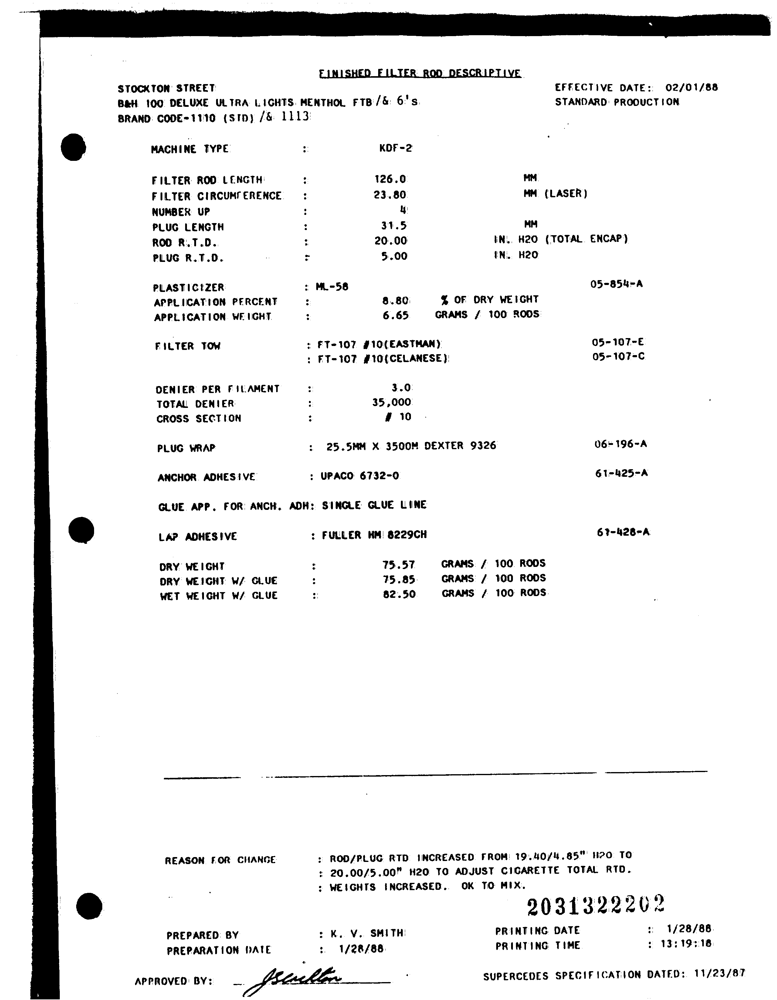 FINISHED FILTER ROD DESCRIPTIVE
STOCKTON STREET EFFECTIVE DATE: 02/01/88
B&H 100 DELUXE ULTRA LIGHTS MENTHOL FTB /& 6's STANDARD PRODUCTION
BRAND CODE-1110 (STD) /& 1113
MACHINE TYPE : KDF-2
FILTER ROD LENGTH : 126.0 MM
FILTER CIRCUMFERENCE : 23.80 MM (LASER)
NUMBER UP : 4
PLUG LENGTH : 31.5 MM
ROD R.T.D. : 20.00 IN. H2O (TOTAL ENCAP)
PLUG R.T.D. : 5.00 IN. H2O
PLASTICIZER : ML-58 05-854-A
APPLICATION PERCENT : 8.80 % OF DRY WEIGHT
APPLICATION WEIGHT : 6.65 GRAMS / 100 RODS
FILTER TOW : FT-107 #10(EASTMAN) 05-107-E
: FT-107 #10(CELANESE) 05-107-C
DENIER PER FILAMENT : 3.0
TOTAL DENIER : 35,000
CROSS SECTION : # 10
PLUG WRAP : 25.5MM X 3500M DEXTER 9326 06-196-A
ANCHOR ADHESIVE : UPACO 6732-0 61-425-A
GLUE APP. FOR ANCH. ADH: SINGLE GLUE LINE
LAP ADHESIVE : FULLER HM 8229CH 61-428-A
DRY WEIGHT : 75.57 GRAMS / 100 RODS
DRY WEIGHT W/ GLUE : 75.85 GRAMS / 100 RODS
WET WEIGHT W/ GLUE : 82.50 GRAMS / 100 RODS
REASON FOR CHANGE : ROD/PLUG RTD INCREASED FROM 19.40/4.85" H2O TO
: 20.00/5.00" H2O TO ADJUST CIGARETTE TOTAL RTD.
: WEIGHTS INCREASED. OK TO MIX.
2031322202
PREPARED BY : K. V. SMITH PRINTING DATE : 1/28/88
PREPARATION DATE : 1/28/88 PRINTING TIME : 13:19:18
APPROVED BY: SUPERCEDES SPECIFICATION DATED: 11/23/87